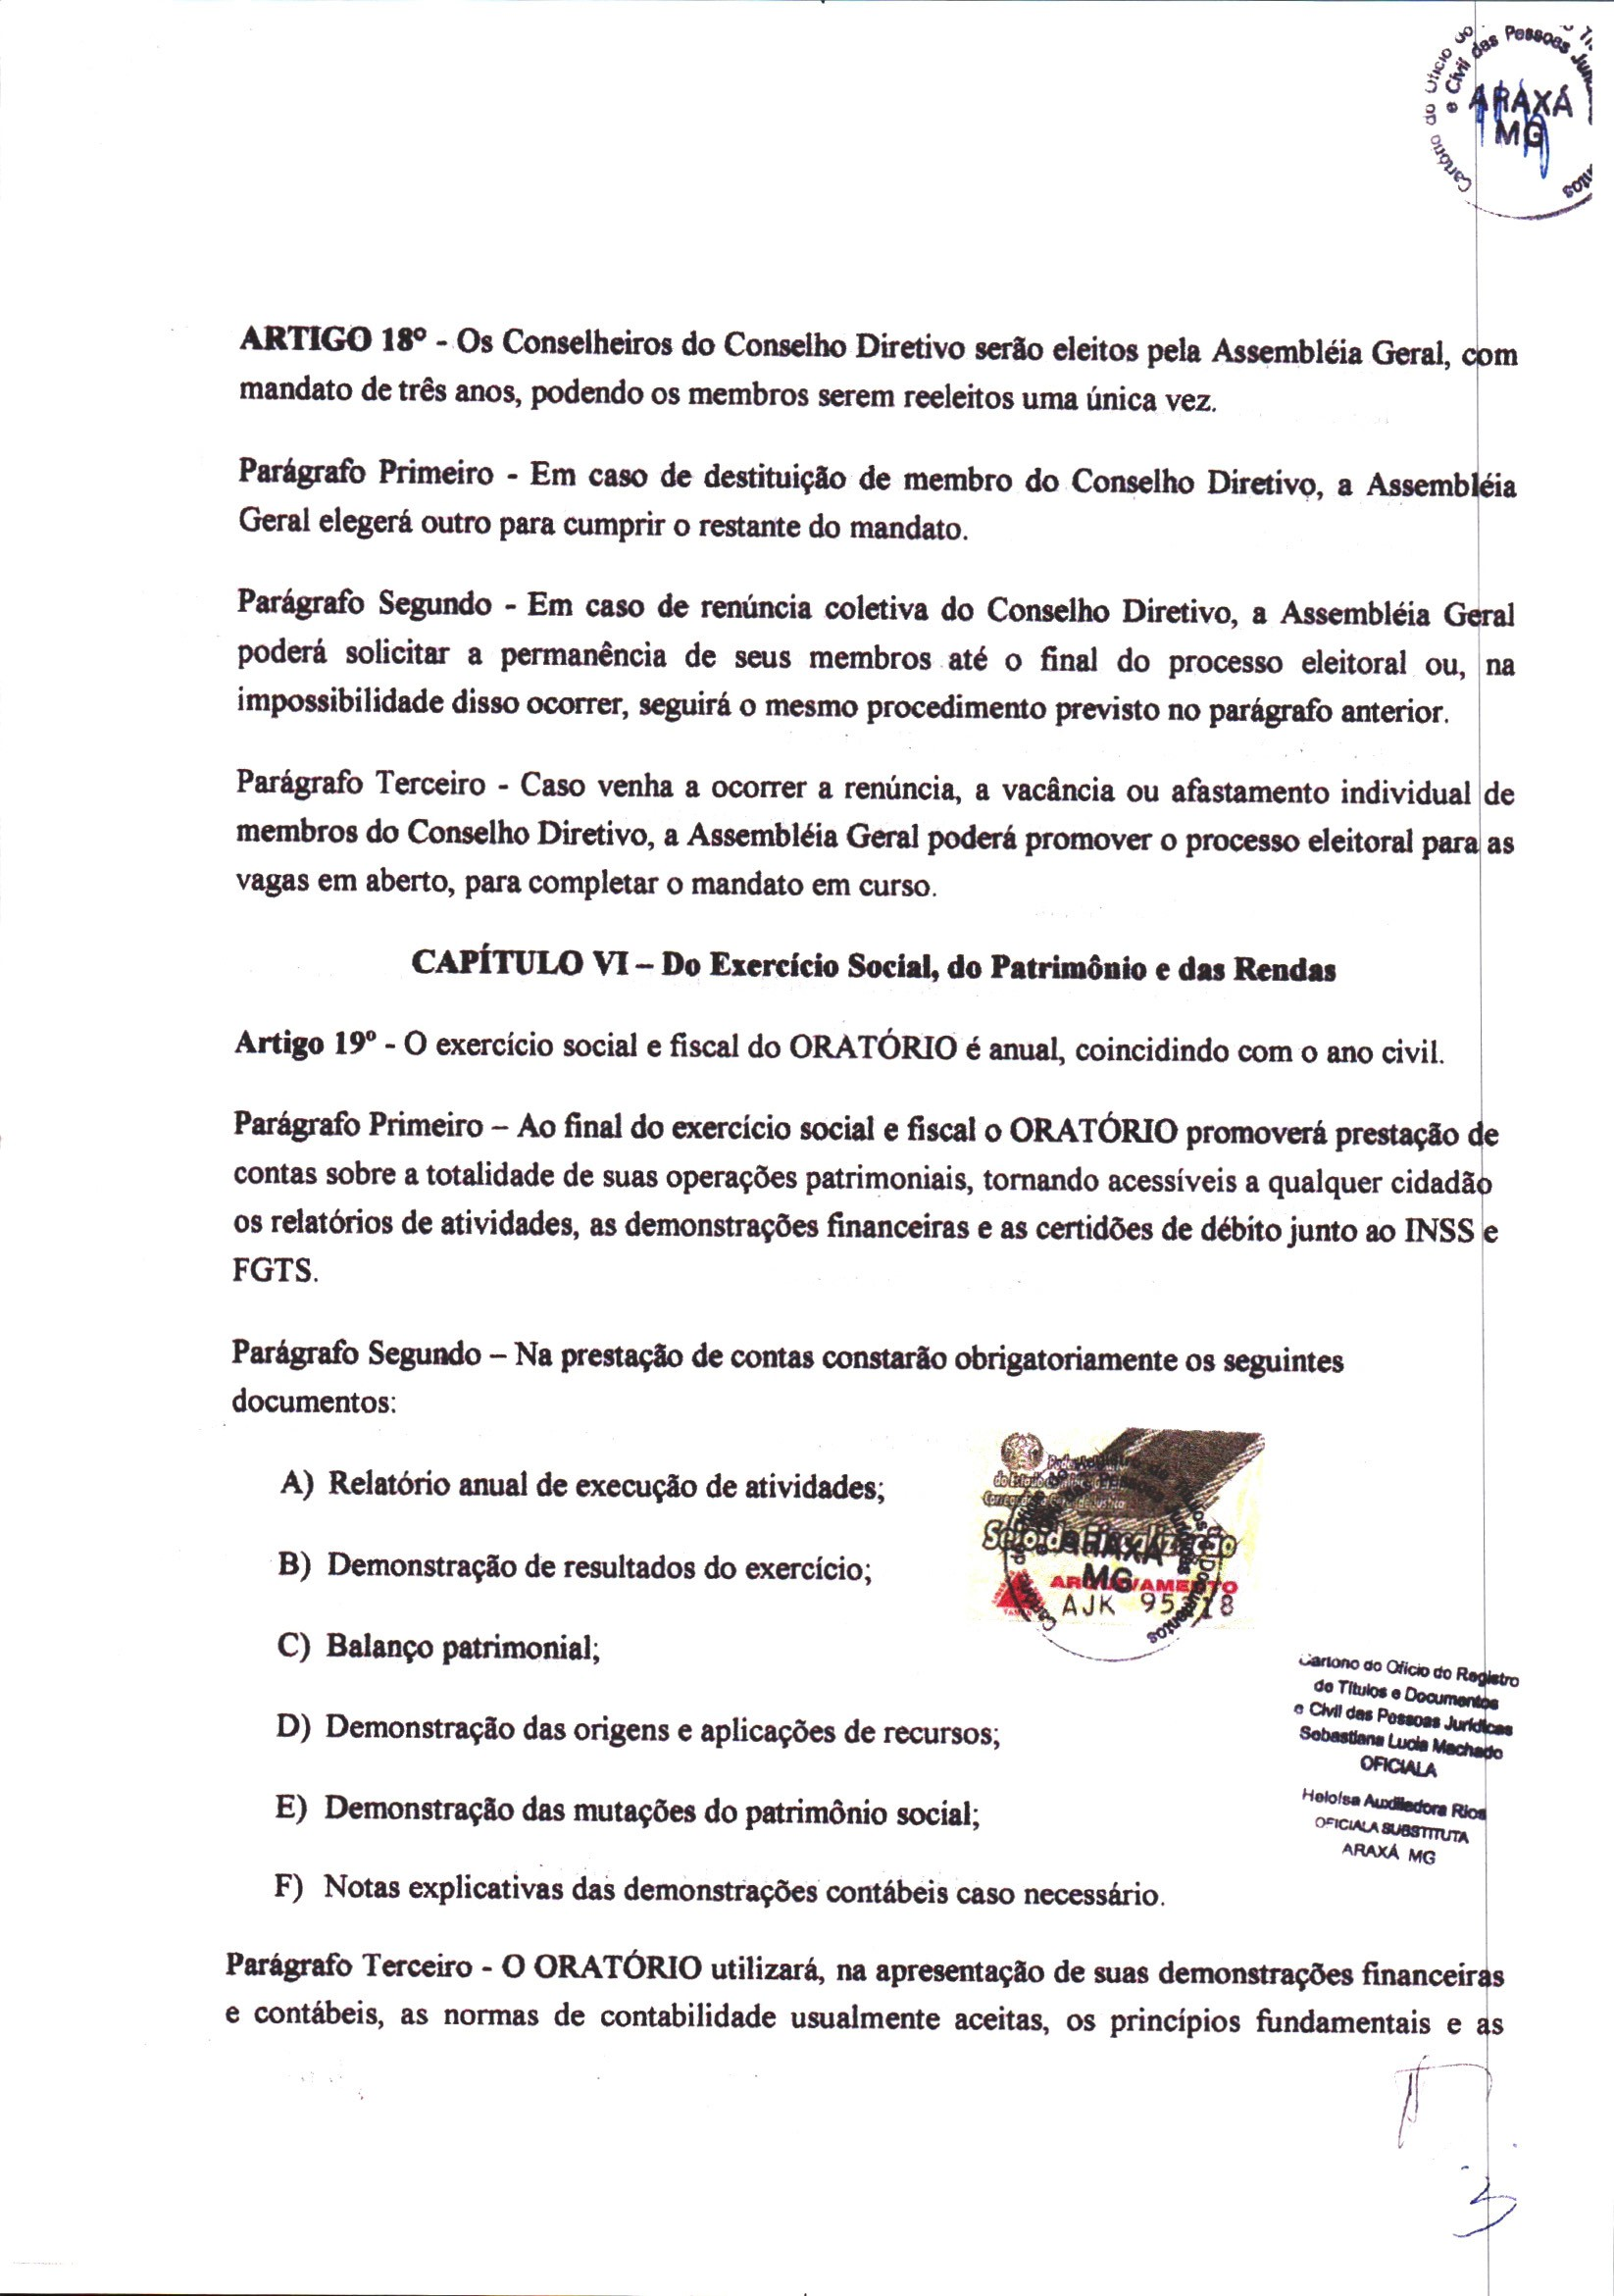 Cartório do Ofício do
e Civil das Pessoas
ARAXÁ
MG
ARTIGO 18º - Os Conselheiros do Conselho Diretivo serão eleitos pela Assembléia Geral, com
mandato de três anos, podendo os membros serem reeleitos uma única vez.
Parágrafo Primeiro - Em caso de destituição de membro do Conselho Diretivo, a Assembléia
Geral elegerá outro para cumprir o restante do mandato.
Parágrafo Segundo - Em caso de renúncia coletiva do Conselho Diretivo, a Assembléia Geral
poderá solicitar a permanência de seus membros até o final do processo eleitoral ou, na
impossibilidade disso ocorrer, seguirá o mesmo procedimento previsto no parágrafo anterior.
Parágrafo Terceiro - Caso venha a ocorrer a renúncia, a vacância ou afastamento individual de
membros do Conselho Diretivo, a Assembléia Geral poderá promover o processo eleitoral para as
vagas em aberto, para completar o mandato em curso.
CAPÍTULO VI – Do Exercício Social, do Patrimônio e das Rendas
Artigo 19º - O exercício social e fiscal do ORATÓRIO é anual, coincidindo com o ano civil.
Parágrafo Primeiro – Ao final do exercício social e fiscal o ORATÓRIO promoverá prestação de
contas sobre a totalidade de suas operações patrimoniais, tornando acessíveis a qualquer cidadão
os relatórios de atividades, as demonstrações financeiras e as certidões de débito junto ao INSS e
FGTS.
Parágrafo Segundo – Na prestação de contas constarão obrigatoriamente os seguintes
documentos:
A) Relatório anual de execução de atividades;
B) Demonstração de resultados do exercício;
C) Balanço patrimonial;
D) Demonstração das origens e aplicações de recursos;
E) Demonstração das mutações do patrimônio social;
F) Notas explicativas das demonstrações contábeis caso necessário.
Selo de Fiscalização
ARAXÁ
MG
ARQUIVAMENTO
AJK
Cartório do Ofício do Registro
de Títulos e Documentos
e Civil das Pessoas Jurídicas
Sebastiana Lucia Machado
OFICIALA
Heloísa Auxiliadora Rios
OFICIALA SUBSTITUTA
ARAXÁ MG
Parágrafo Terceiro - O ORATÓRIO utilizará, na apresentação de suas demonstrações financeiras
e contábeis, as normas de contabilidade usualmente aceitas, os princípios fundamentais e as